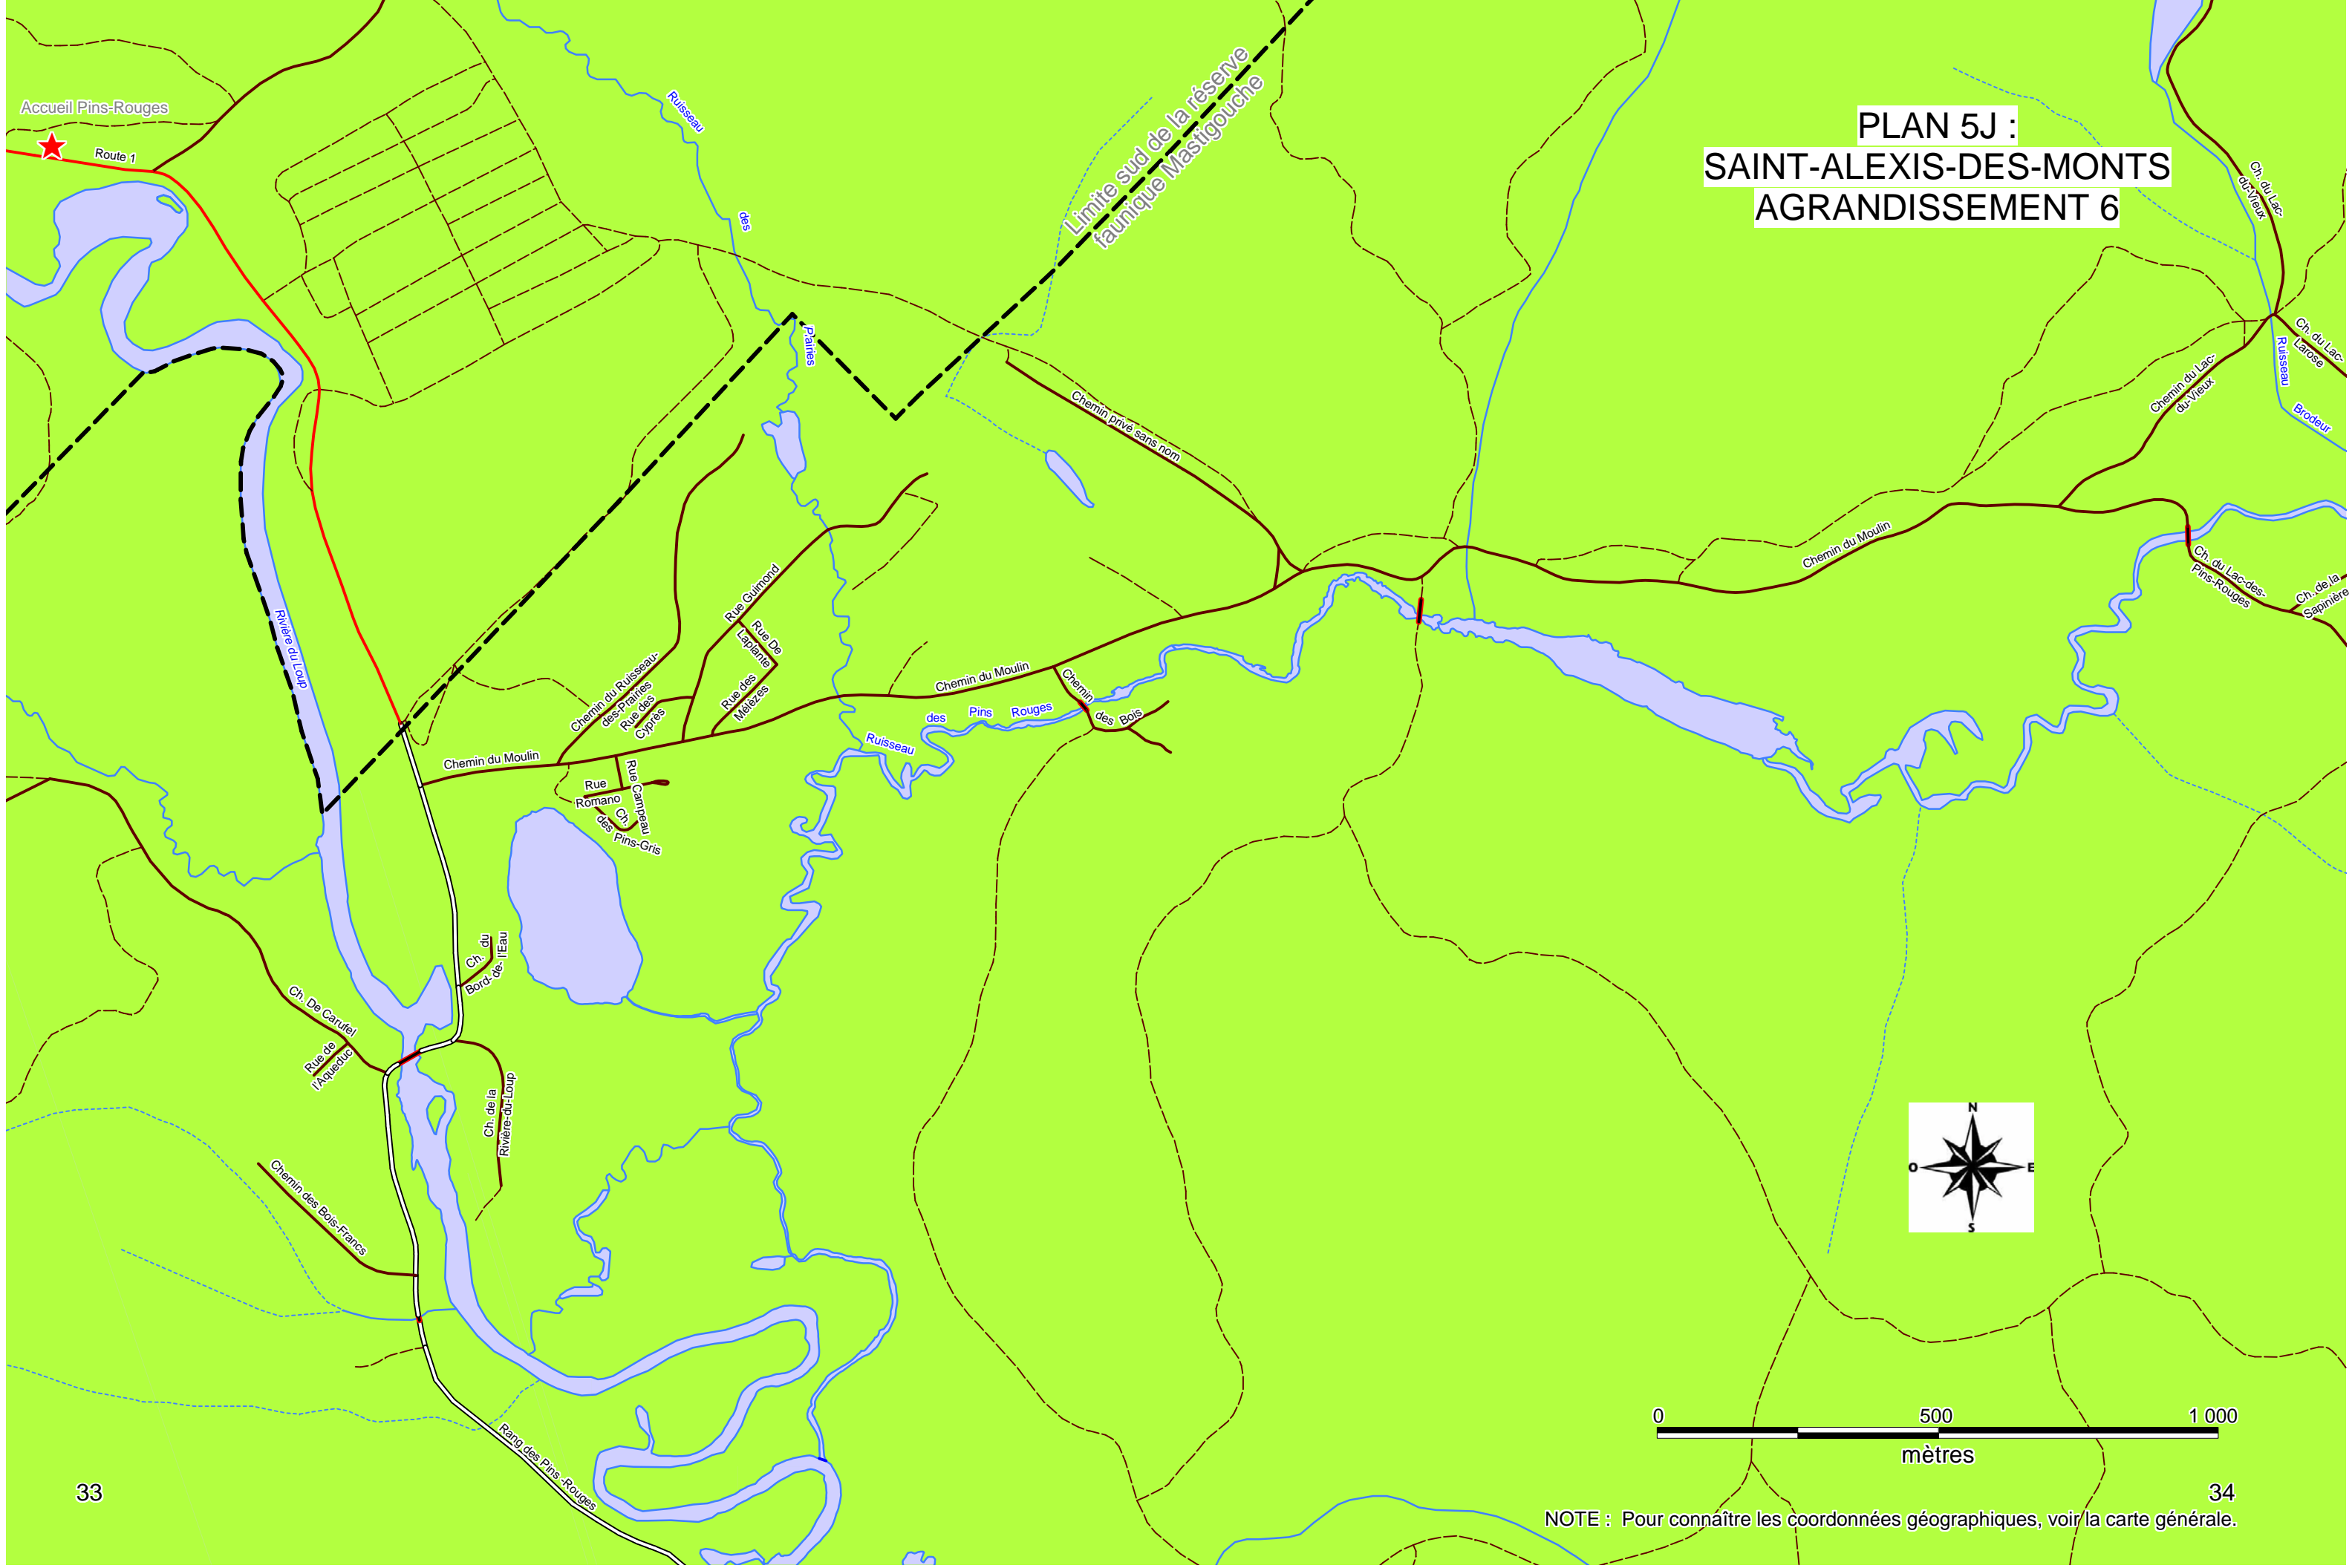 PLAN 5J :
SAINT-ALEXIS-DES-MONTS
AGRANDISSEMENT 6
Accueil Pins-Rouges
Route 1
Ruisseau
des
Prairies
Limite sud de la réserve
faunique Mastigouche
Ch. du Lac-
du-Vieux
Ch. du Lac-
Larose
Ruisseau
Brodeur
Chemin du Lac-
du-Vieux
Chemin privé sans nom
Chemin du Moulin
Ch. du Lac-des-
Pins-Rouges
Ch. de la
Sapinière
Rivière du Loup
Rue Guimond
Rue De
Laplante
Rue des
Mélèzes
Chemin du Ruisseau-
des-Prairies
Rue des
Cyprès
Chemin du Moulin
Chemin
des Bois
Ruisseau
des Pins Rouges
Chemin du Moulin
Rue
Romano
Rue Campeau
Ch.
des Pins-Gris
Ch. du
Bord-de- l'Eau
Ch. De Carufel
Rue de
l'Aqueduc
Ch. de la
Rivière-du-Loup
Chemin des Bois-Francs
Rang des Pins -Rouges
N
O
E
S
0 500 1 000
mètres
33
34
NOTE : Pour connaître les coordonnées géographiques, voir la carte générale.